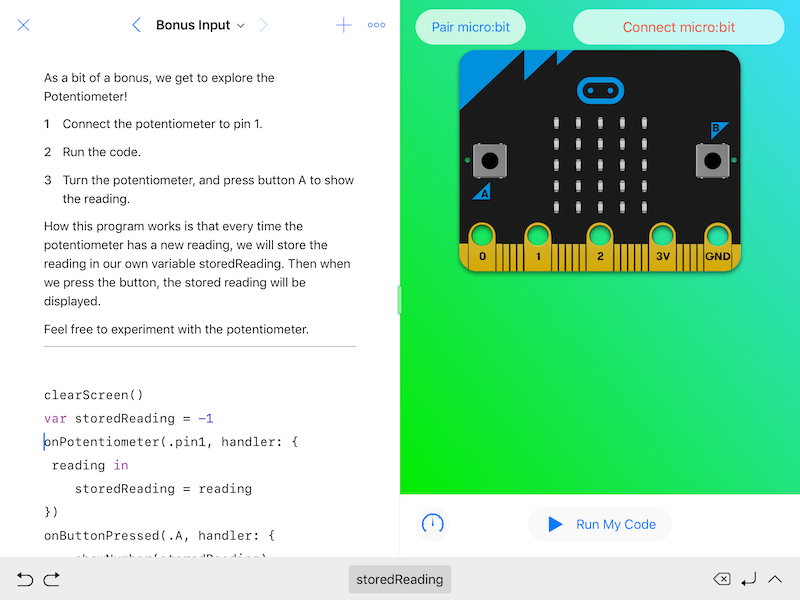 Bonus Input
Pair micro:bit
Connect micro:bit
As a bit of a bonus, we get to explore the
Potentiometer!
1 Connect the potentiometer to pin 1.
2 Run the code.
3 Turn the potentiometer, and press button A to show
the reading.
How this program works is that every time the
potentiometer has a new reading, we will store the
reading in our own variable storedReading. Then when
we press the button, the stored reading will be
displayed.
Feel free to experiment with the potentiometer.
clearScreen()
var storedReading = -1
onPotentiometer(.pin1, handler: {
reading in
storedReading = reading
})
onButtonPressed(.A, handler: {
showNumber(storedReading)
B
A
0 1 2 3V GND
Run My Code
storedReading